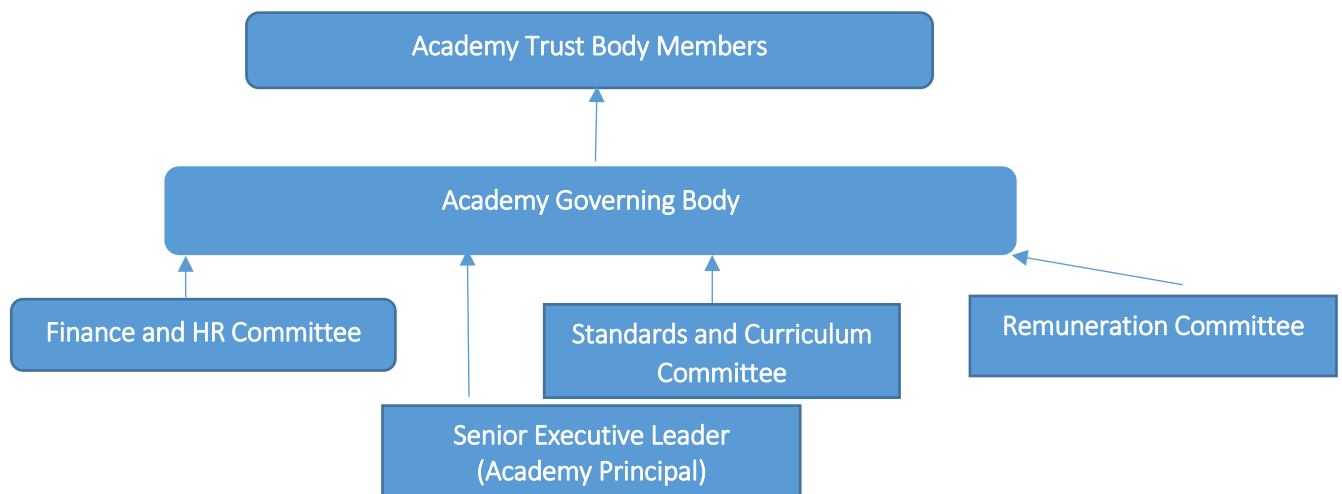 Academy Trust Body Members
Academy Governing Body
Finance and HR Committee
Standards and Curriculum
Committee
Remuneration Committee
Senior Executive Leader
(Academy Principal)